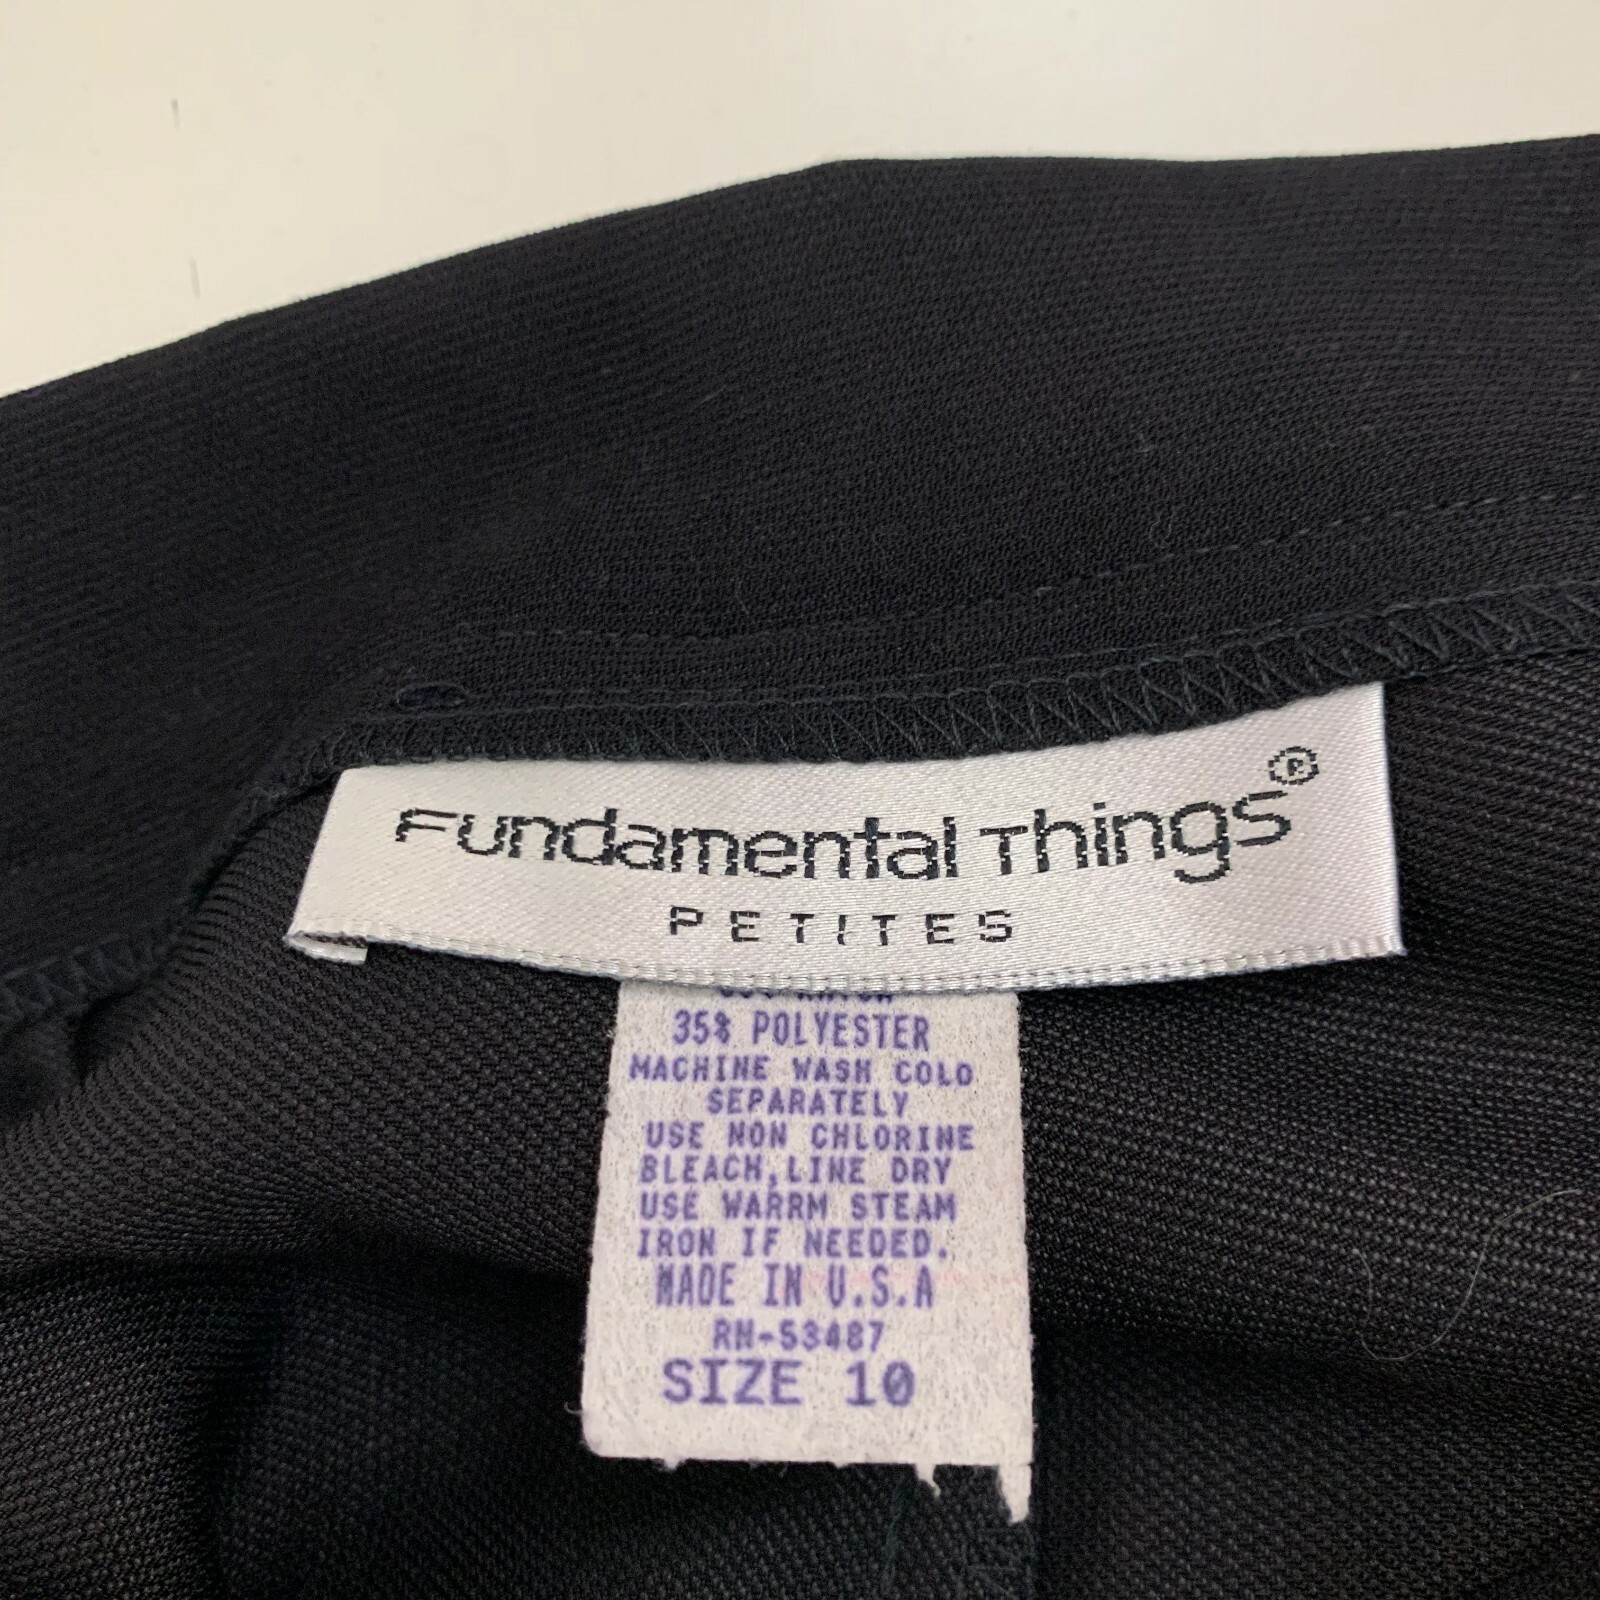 Fundamental Things®
PETITES
35% POLYESTER
MACHINE WASH COLD
SEPARATELY
USE NON CHLORINE
BLEACH, LINE DRY
USE WARRM STEAM
IRON IF NEEDED.
MADE IN U.S.A
RN-53487
SIZE 10